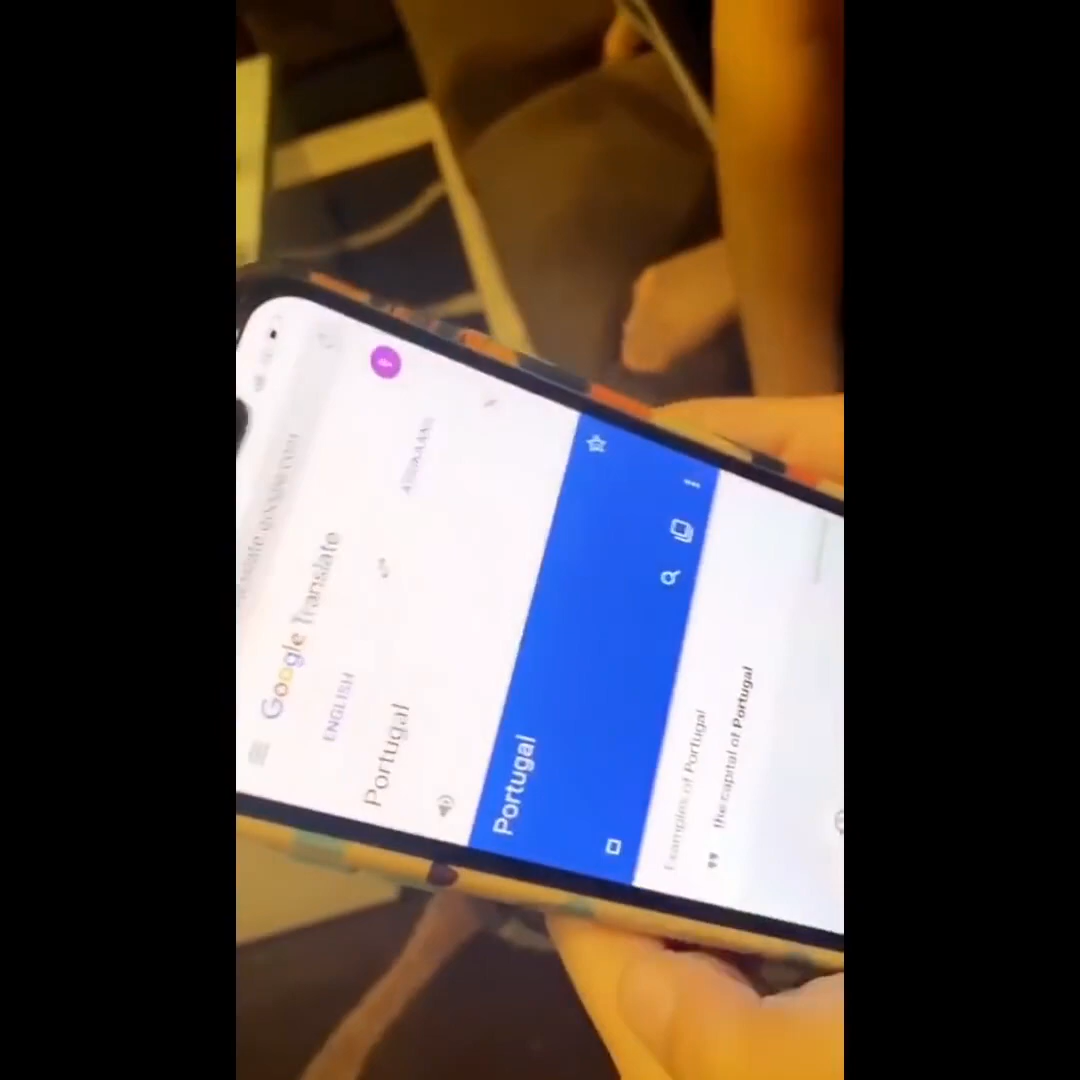 Google Translate
ENGLISH
Portugal
Portugal
Examples of Portugal
the capital of Portugal